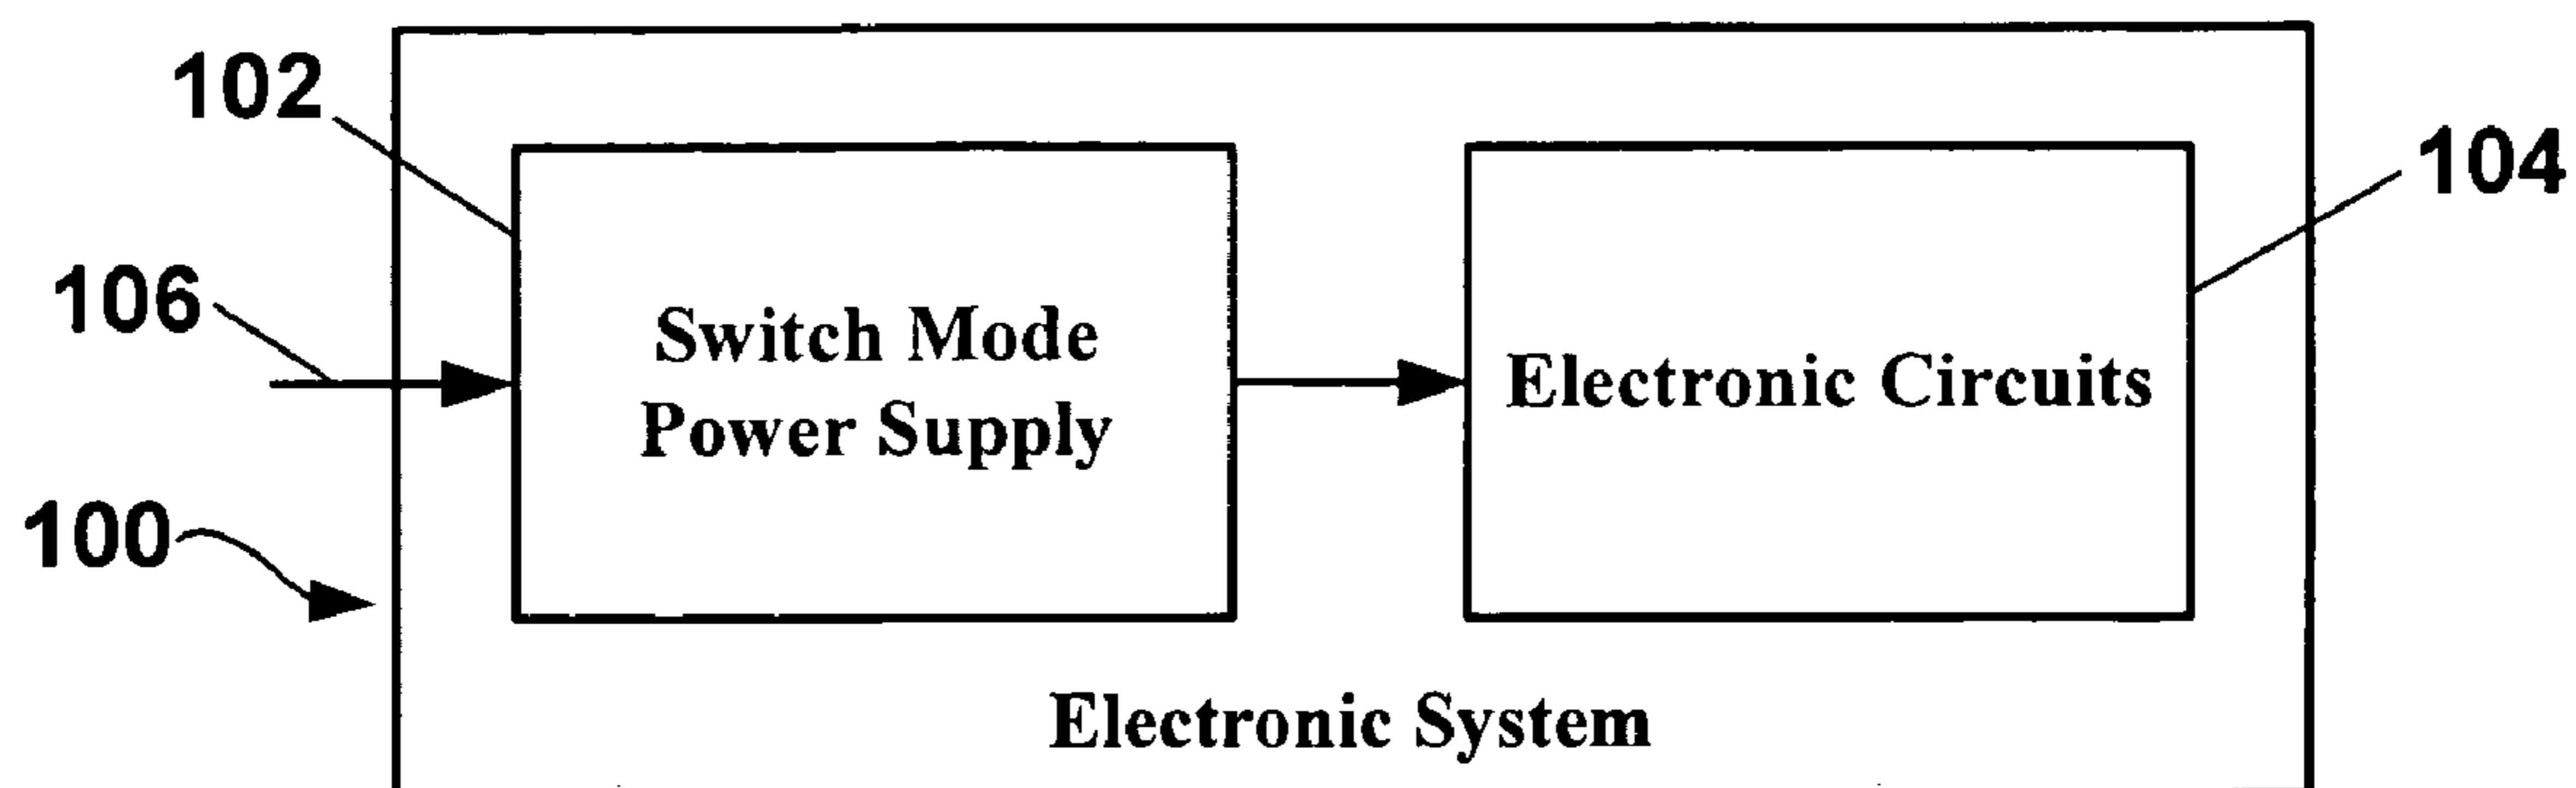 102
104
106
Switch Mode
Power Supply
Electronic Circuits
100
Electronic System